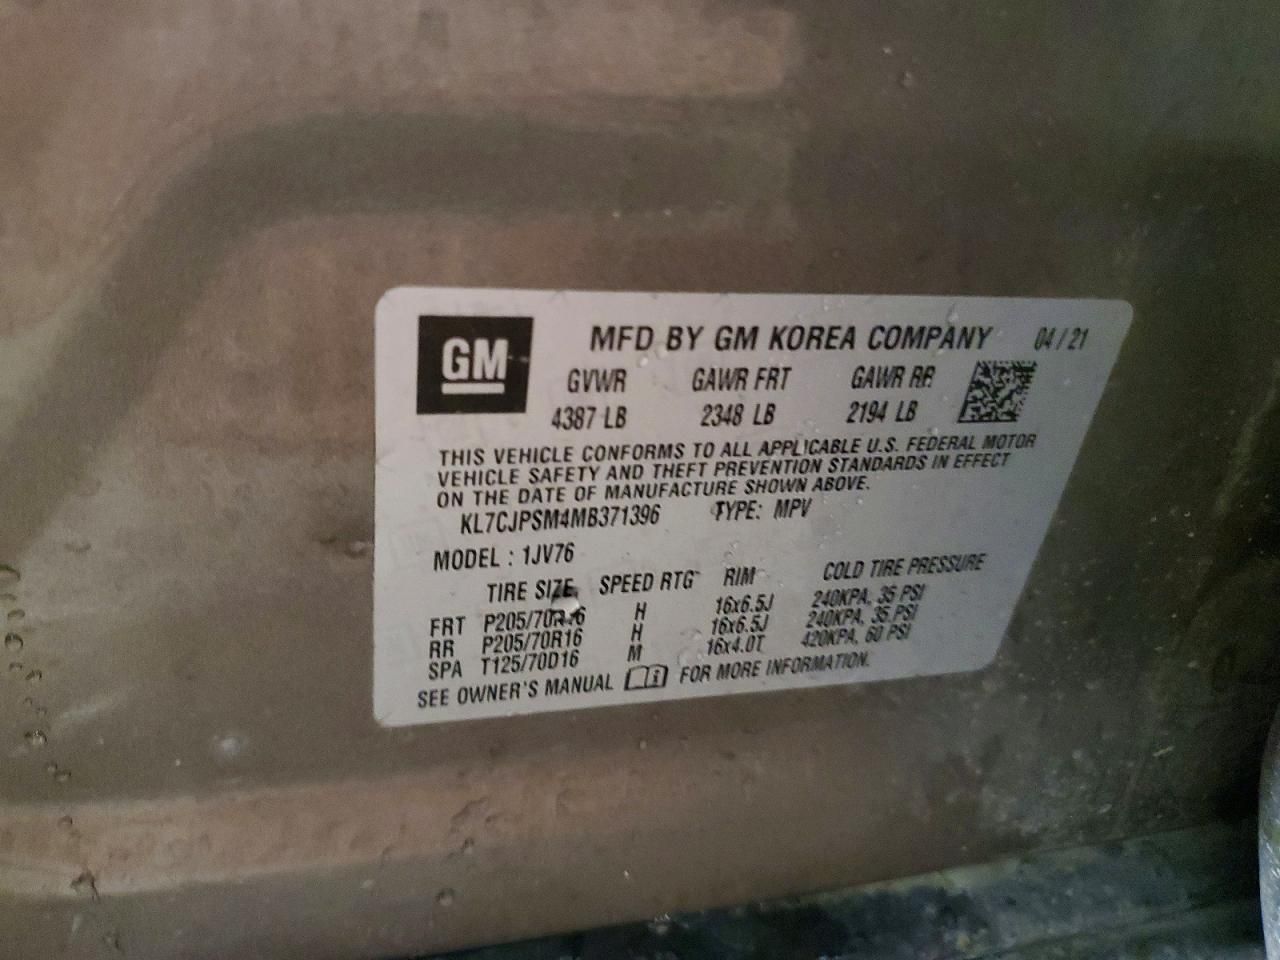 GM
MFD BY GM KOREA COMPANY 04/21
GVWR GAWR FRT GAWR RR
4387 LB 2348 LB 2194 LB
THIS VEHICLE CONFORMS TO ALL APPLICABLE U.S. FEDERAL MOTOR
VEHICLE SAFETY AND THEFT PREVENTION STANDARDS IN EFFECT
ON THE DATE OF MANUFACTURE SHOWN ABOVE.
KL7CJPSM4MB371396 TYPE: MPV
MODEL : 1JV76
TIRE SIZE SPEED RTG RIM COLD TIRE PRESSURE
FRT P205/70R16 H 16x6.5J 240KPA, 35 PSI
RR P205/70R16 H 16x6.5J 240KPA, 35 PSI
SPA T125/70D16 M 16x4.0T 420KPA, 60 PSI
SEE OWNER'S MANUAL FOR MORE INFORMATION.